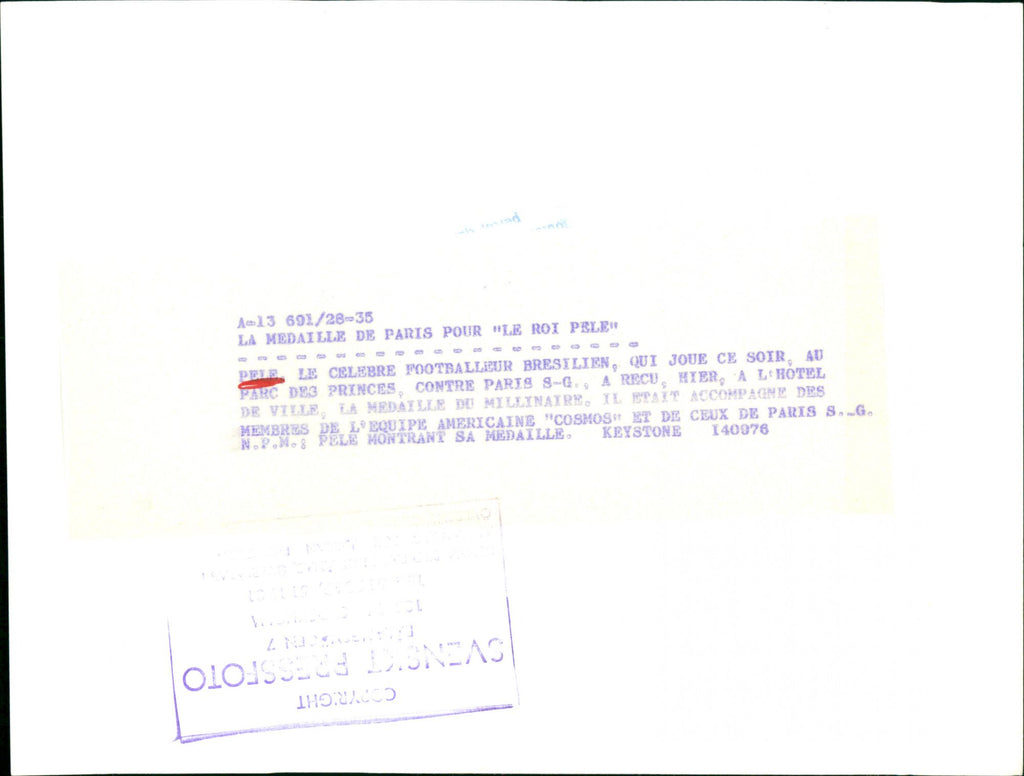 A-13 691/28-35
LA MEDAILLE DE PARIS POUR "LE ROI PELE"
- - - - - - - - - - - - - - - - - - - - -
PELE, LE CELEBRE FOOTBALLEUR BRESILIEN, QUI JOUE CE SOIR, AU
PARC DES PRINCES, CONTRE PARIS S-G., A RECU, HIER, A L'HOTEL
DE VILLE, LA MEDAILLE DU MILLINAIRE. IL ETAIT ACCOMPAGNE DES
MEMBRES DE L'EQUIPE AMERICAINE "COSMOS" ET DE CEUX DE PARIS S.-G.
N.P.M.; PELE MONTRANT SA MEDAILLE. KEYSTONE 140976
COPYRIGHT
SVENSKT PRESSFOTO